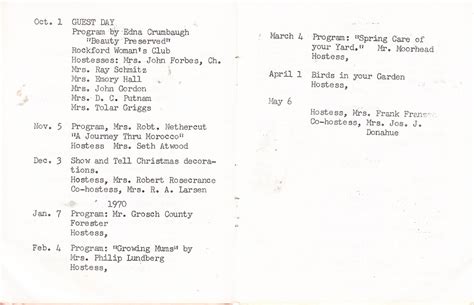 Oct. 1 GUEST DAY
Program by Edna Crumbaugh
"Beauty Preserved"
Rockford Woman's Club
Hostesses: Mrs. John Forbes, Ch.
Mrs. Ray Schmitz
Mrs. Emory Hall
Mrs. John Gordon
Mrs. D. C. Putnam
Mrs. Tolar Griggs
Nov. 5 Program, Mrs. Robt. Nethercut
"A Journey Thru Morocco"
Hostess Mrs. Seth Atwood
Dec. 3 Show and Tell Christmas decora-
tions.
Hostess, Mrs. Robert Rosecrance
Co-hostess, Mrs. R. A. Larsen
1970
Jan. 7 Program: Mr. Grosch County
Forester
Hostess,
Feb. 4 Program: "Growing Mums" by
Mrs. Philip Lundberg
Hostess,
March 4 Program: "Spring Care of
your Yard." Mr. Moorhead
Hostess,
April 1 Birds in your Garden
Hostess,
May 6
Hostess, Mrs. Frank
Co-hostess, Mrs. Jos. J.
Donahue